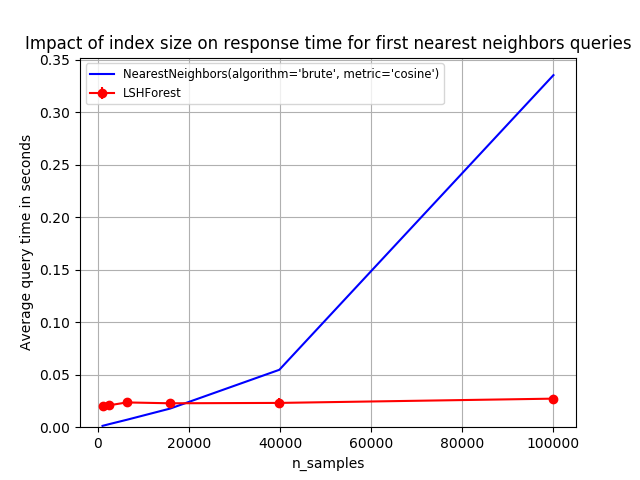 Impact of index size on response time for first nearest neighbors queries
0.35
0.30
0.25
0.20
0.15
0.10
0.05
0.00
Average query time in seconds
NearestNeighbors(algorithm='brute', metric='cosine')
LSHForest
0 20000 40000 60000 80000 100000
n_samples